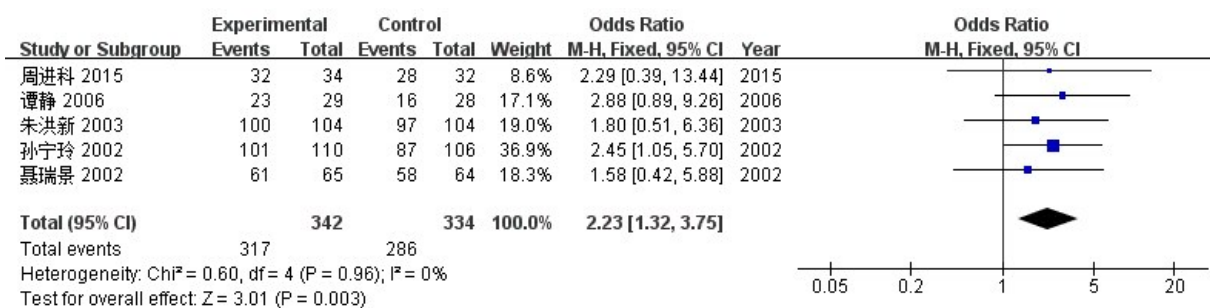 Experimental Control Odds Ratio Odds Ratio
Study or Subgroup Events Total Events Total Weight M-H, Fixed, 95% CI Year M-H, Fixed, 95% CI
周进科 2015 32 34 28 32 8.6% 2.29 [0.39, 13.44] 2015
谭静 2006 23 29 16 28 17.1% 2.88 [0.89, 9.26] 2006
朱洪新 2003 100 104 97 104 19.0% 1.80 [0.51, 6.36] 2003
孙宁玲 2002 101 110 87 106 36.9% 2.45 [1.05, 5.70] 2002
聂瑞景 2002 61 65 58 64 18.3% 1.58 [0.42, 5.88] 2002
Total (95% CI) 342 334 100.0% 2.23 [1.32, 3.75]
Total events 317 286
Heterogeneity: Chi² = 0.60, df = 4 (P = 0.96); I² = 0%
Test for overall effect: Z = 3.01 (P = 0.003)
0.05 0.2 1 5 20